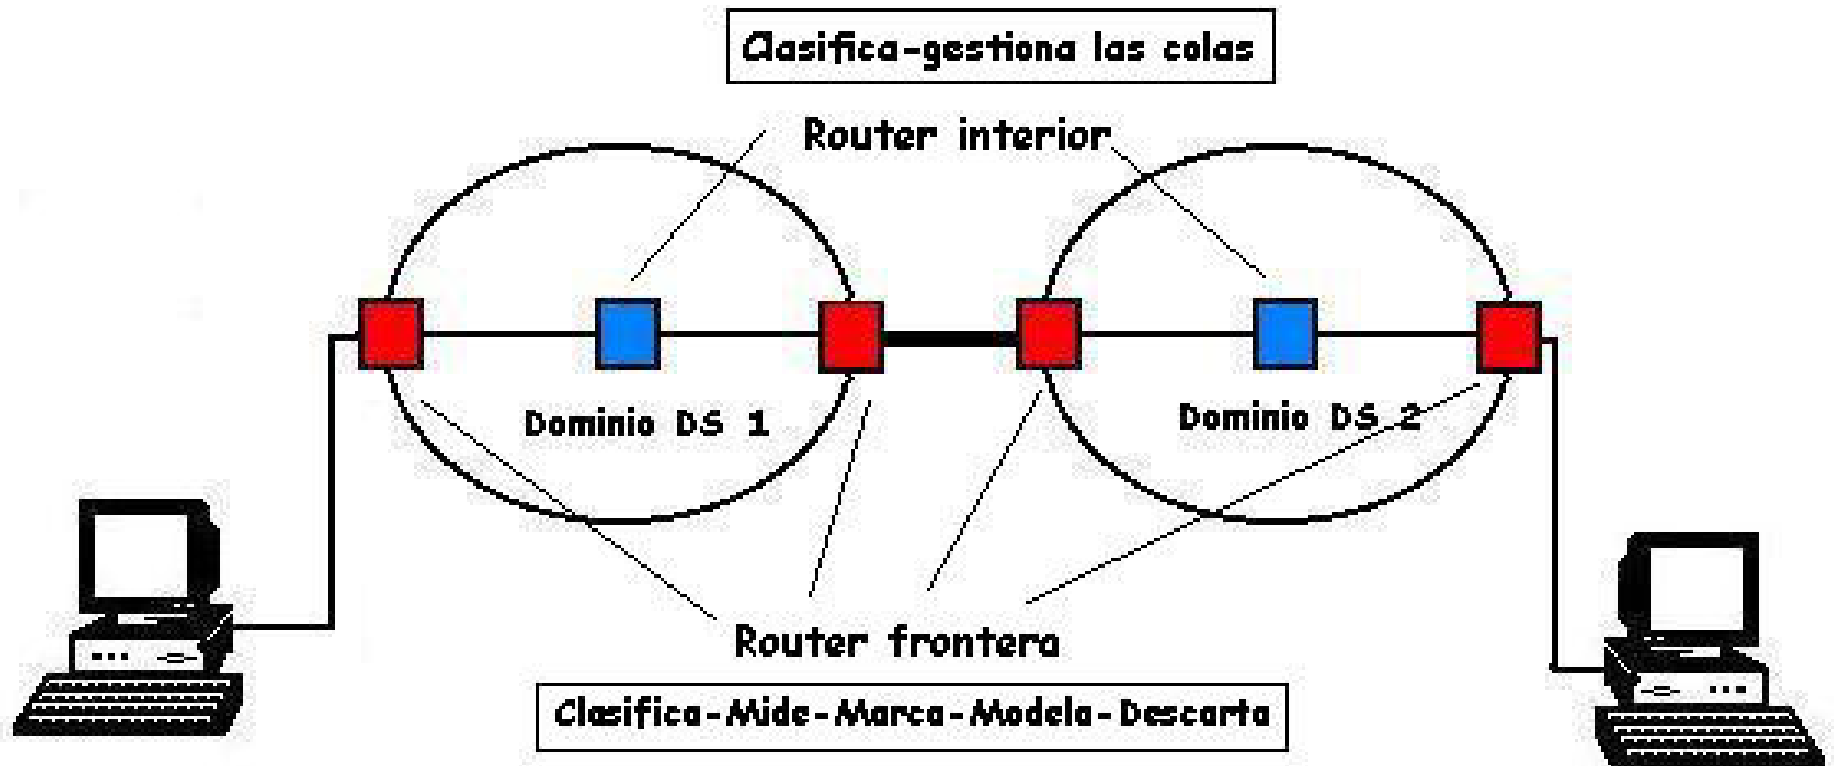 Clasifica-gestiona las colas
Router interior
Dominio DS 1
Dominio DS 2
Router frontera
Clasifica-Mide-Marca-Modela-Descarta